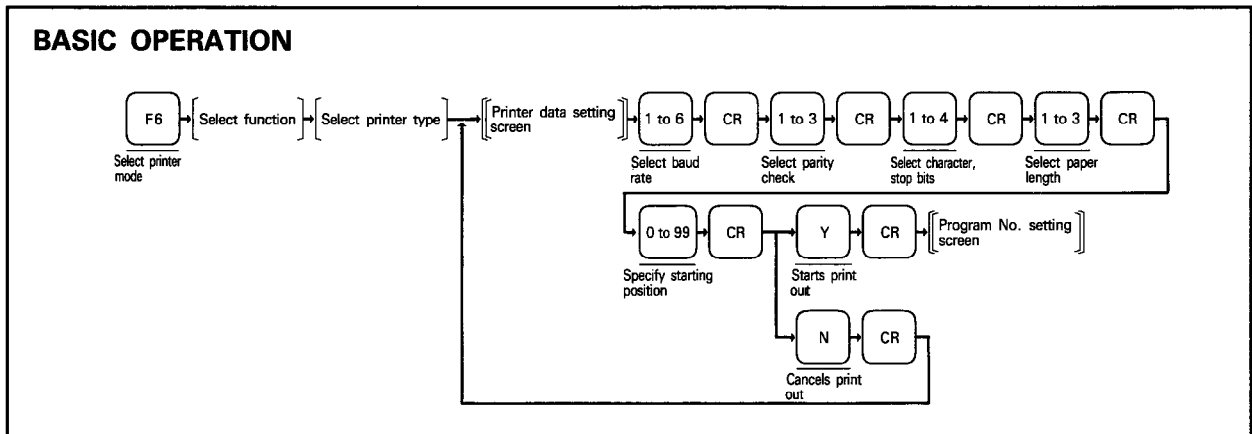 BASIC OPERATION
F6
Select function
Select printer type
Printer data setting
screen
1 to 6
CR
1 to 3
CR
1 to 4
CR
1 to 3
CR
Select printer
mode
Select baud
rate
Select parity
check
Select character,
stop bits
Select paper
length
0 to 99
CR
Y
CR
Program No. setting
screen
Specify starting
position
Starts print
out
N
CR
Cancels print
out